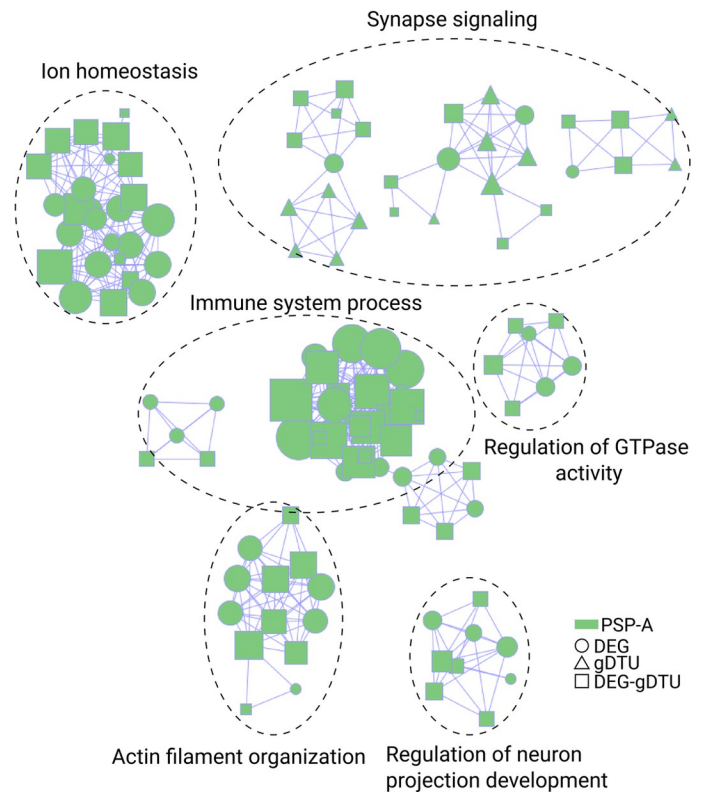 Synapse signaling
Ion homeostasis
Immune system process
Regulation of GTPase
activity
PSP-A
DEG
gDTU
DEG-gDTU
Actin filament organization
Regulation of neuron
projection development